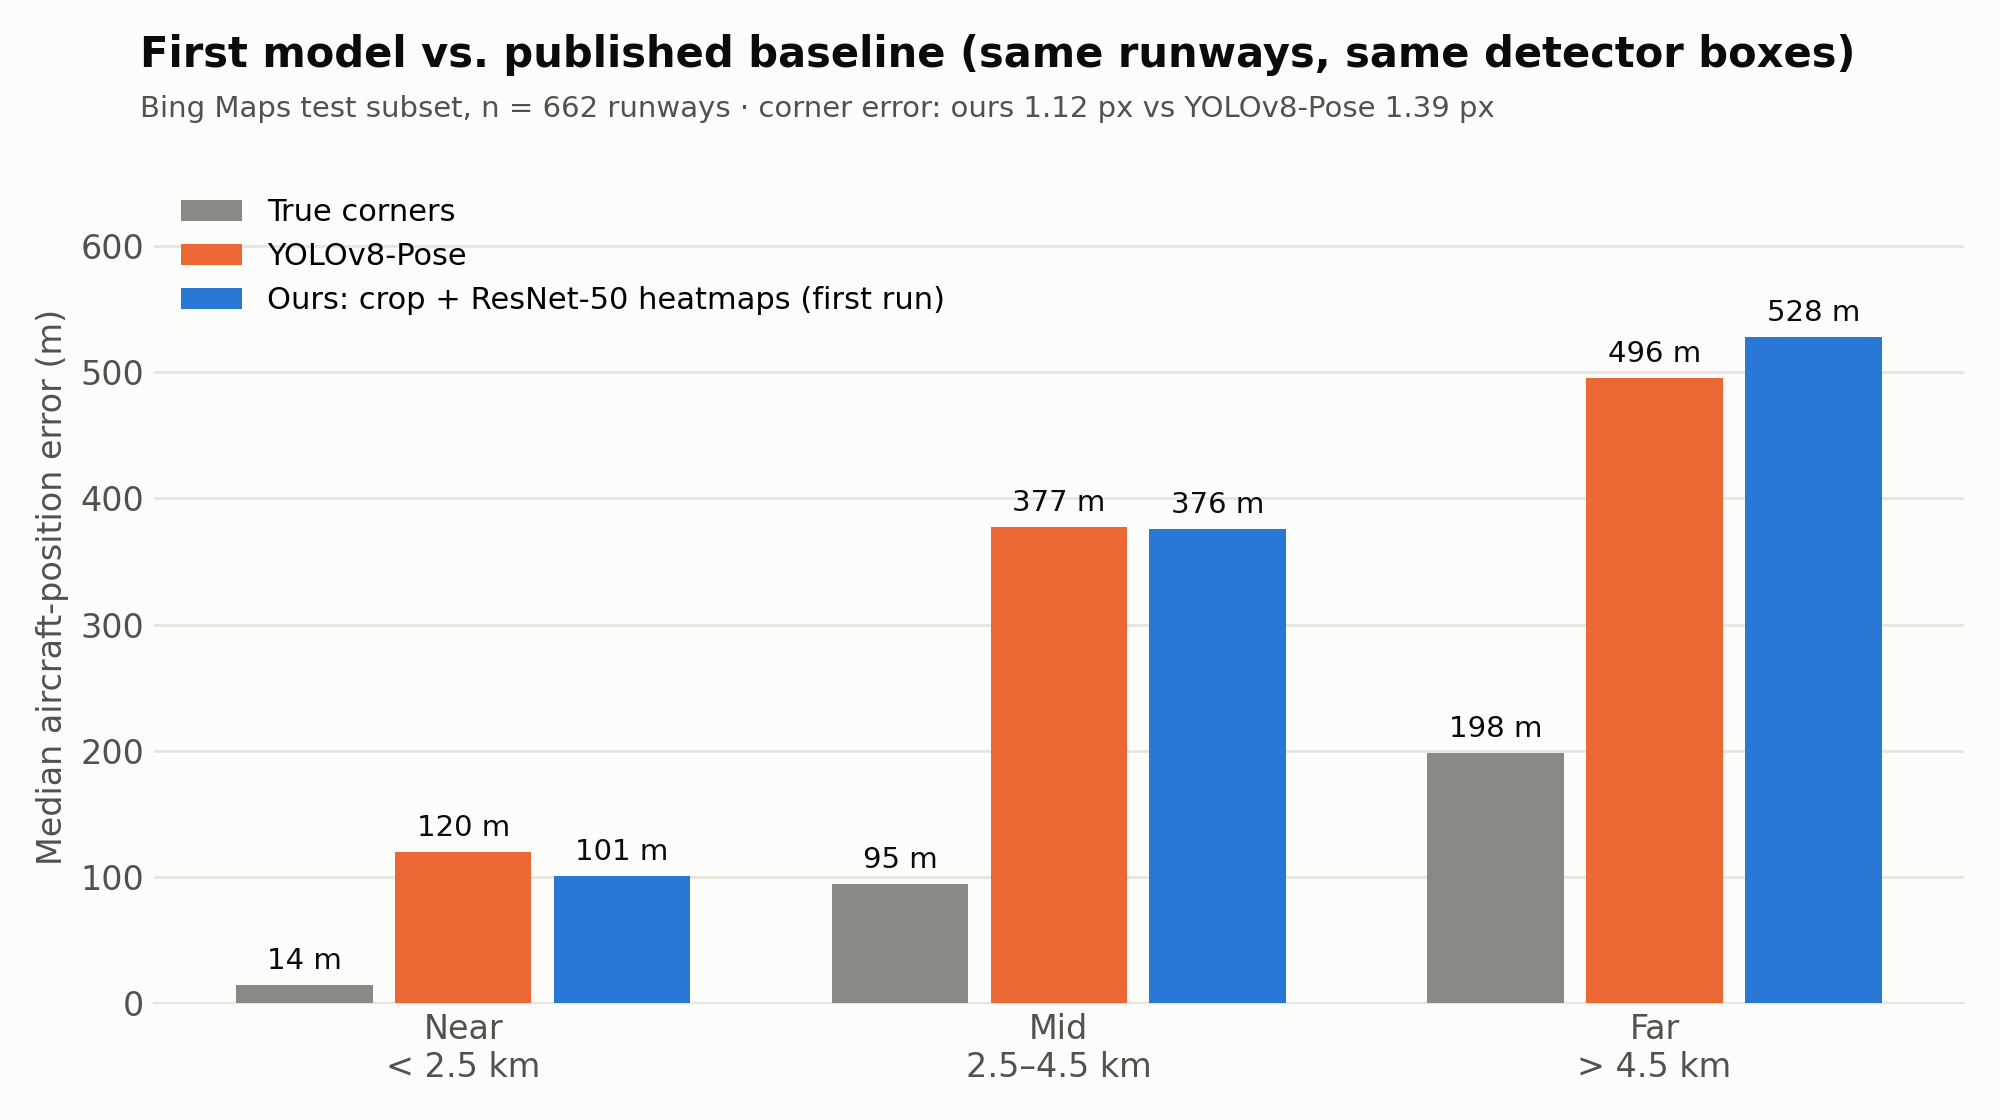 First model vs. published baseline (same runways, same detector boxes)
Bing Maps test subset, n = 662 runways · corner error: ours 1.12 px vs YOLOv8-Pose 1.39 px
True corners
YOLOv8-Pose
Ours: crop + ResNet-50 heatmaps (first run)
Median aircraft-position error (m)
600
500
400
300
200
100
0
14 m
120 m
101 m
95 m
377 m
376 m
198 m
496 m
528 m
Near
< 2.5 km
Mid
2.5–4.5 km
Far
> 4.5 km